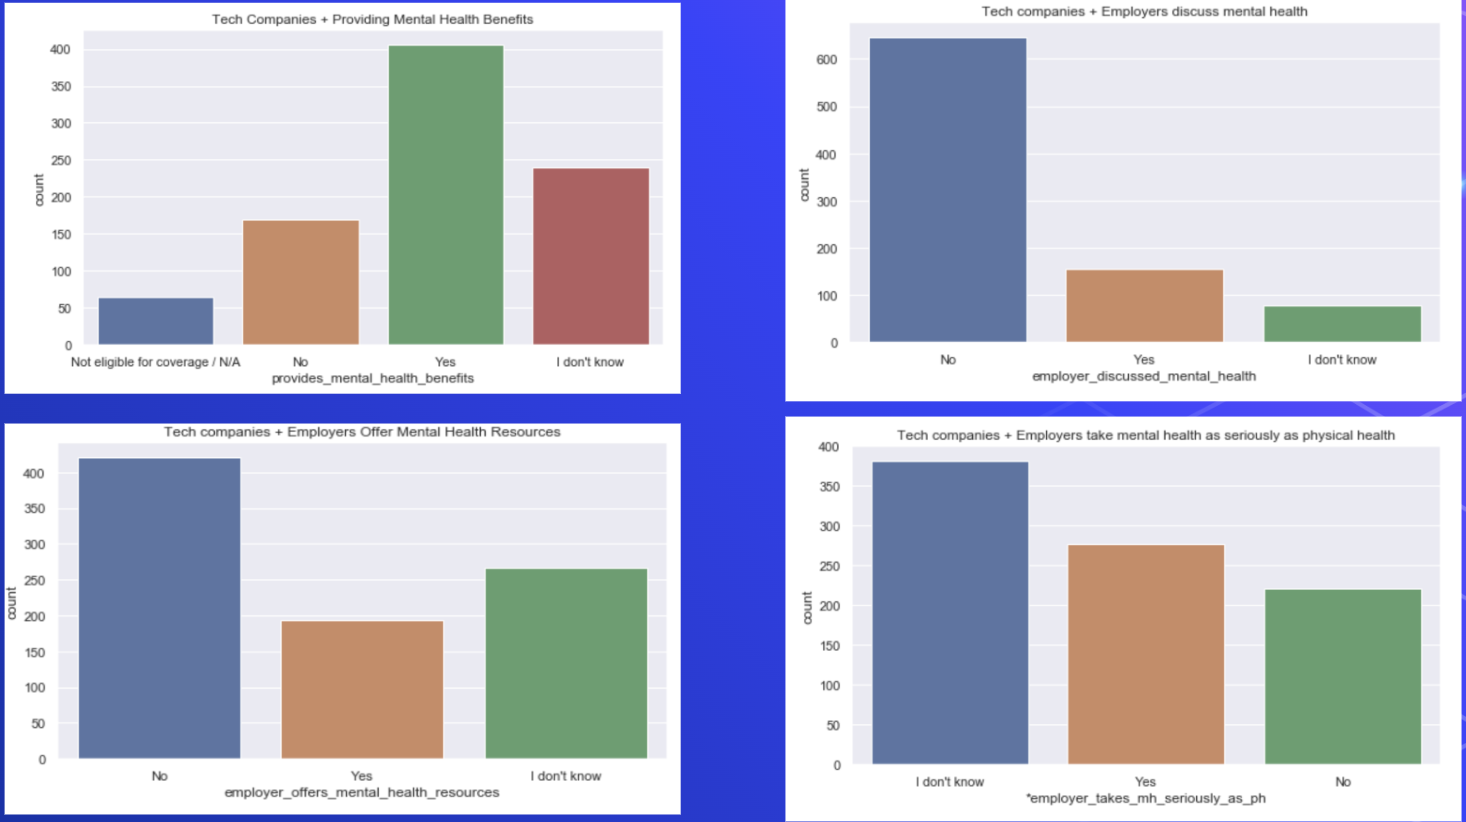 Tech Companies + Providing Mental Health Benefits
400
350
300
250
200
150
100
50
0
count
Not eligible for coverage / N/A No Yes I don't know
provides_mental_health_benefits
Tech companies + Employers discuss mental health
600
500
400
300
200
100
0
count
No Yes I don't know
employer_discussed_mental_health
Tech companies + Employers Offer Mental Health Resources
400
350
300
250
200
150
100
50
0
count
No Yes I don't know
employer_offers_mental_health_resources
Tech companies + Employers take mental health as seriously as physical health
400
350
300
250
200
150
100
50
0
count
I don't know Yes No
*employer_takes_mh_seriously_as_ph